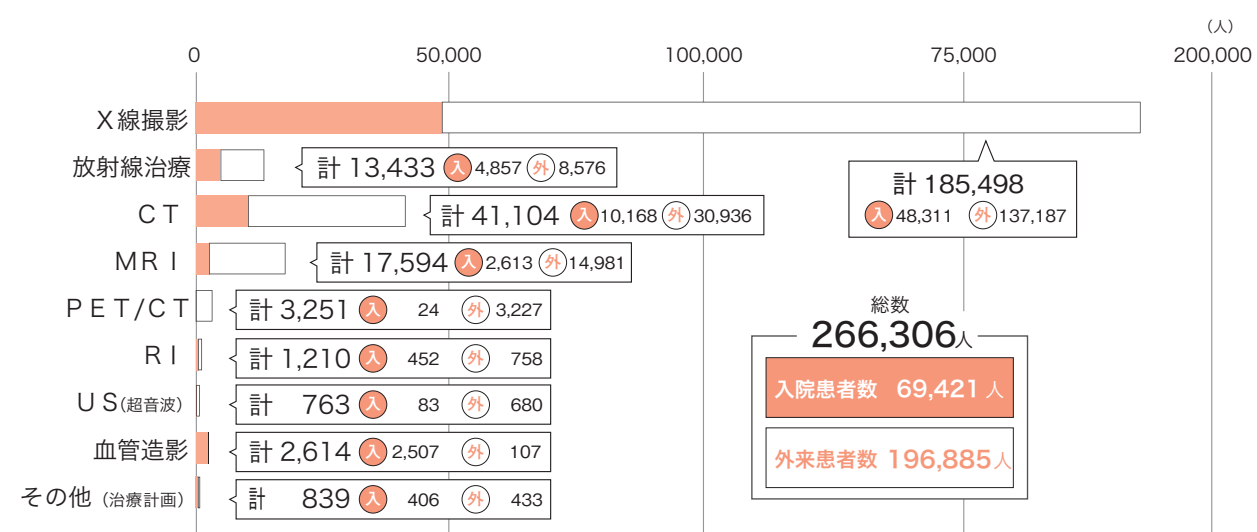 （人）
0 50,000 100,000 75,000 200,000
X線撮影
計 185,498
入 48,311 外 137,187
放射線治療 計 13,433 入 4,857 外 8,576
CT 計 41,104 入 10,168 外 30,936
MRI 計 17,594 入 2,613 外 14,981
PET/CT 計 3,251 入 24 外 3,227
RI 計 1,210 入 452 外 758
US(超音波) 計 763 入 83 外 680
血管造影 計 2,614 入 2,507 外 107
その他（治療計画） 計 839 入 406 外 433
総数
266,306人
入院患者数 69,421 人
外来患者数 196,885人